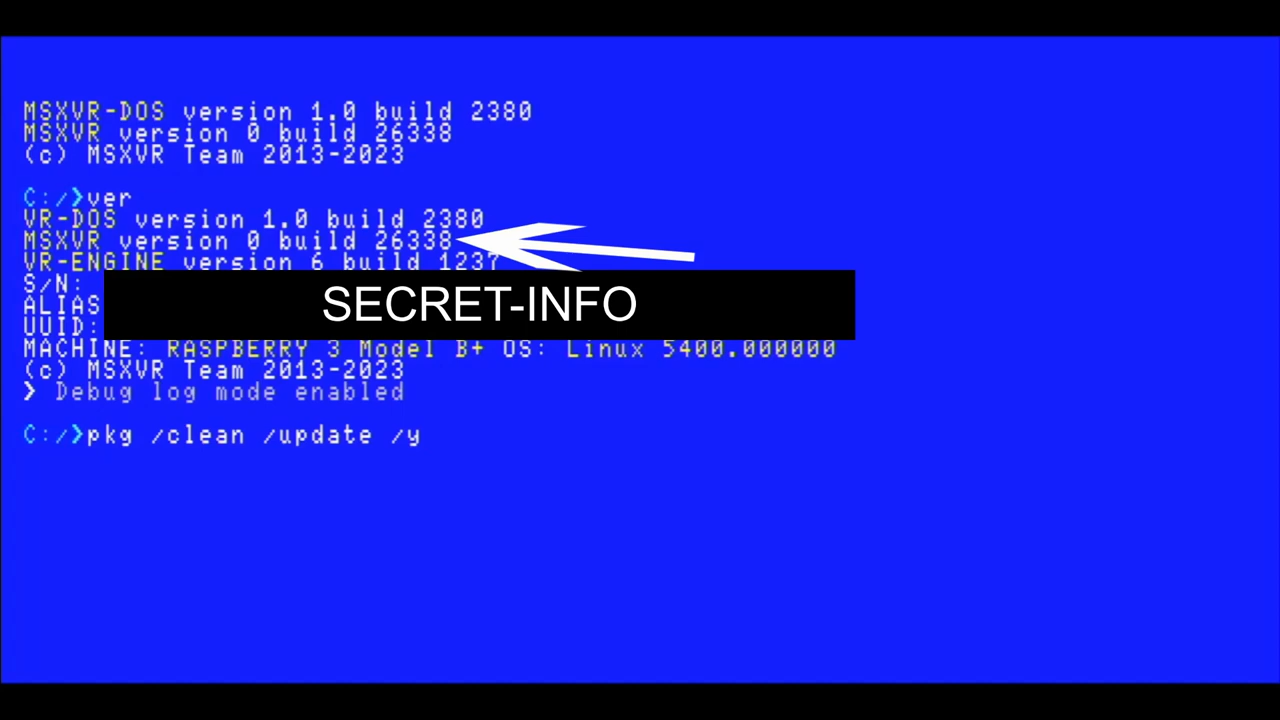 MSXVR-DOS version 1.0 build 2380
MSXVR version 0 build 26338
(c) MSXVR Team 2013-2023
C:/>ver
VR-DOS version 1.0 build 2380
MSXVR version 0 build 26338
VR-ENGINE version 6 build 1237
S/N:
ALIAS
SECRET-INFO
UUID:
MACHINE: RASPBERRY 3 Model B+ OS: Linux 5400.000000
(c) MSXVR Team 2013-2023
> Debug log mode enabled
C:/>pkg /clean /update /y